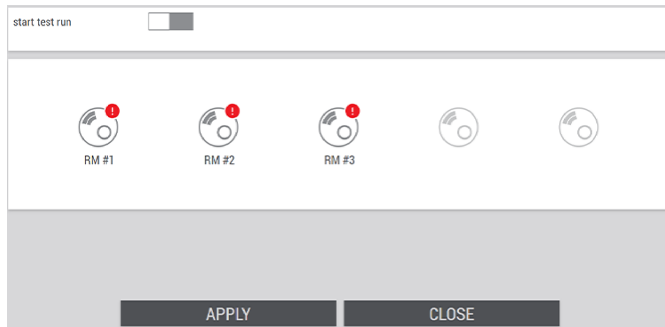 start test run
!
!
!
RM #1
RM #2
RM #3
APPLY
CLOSE